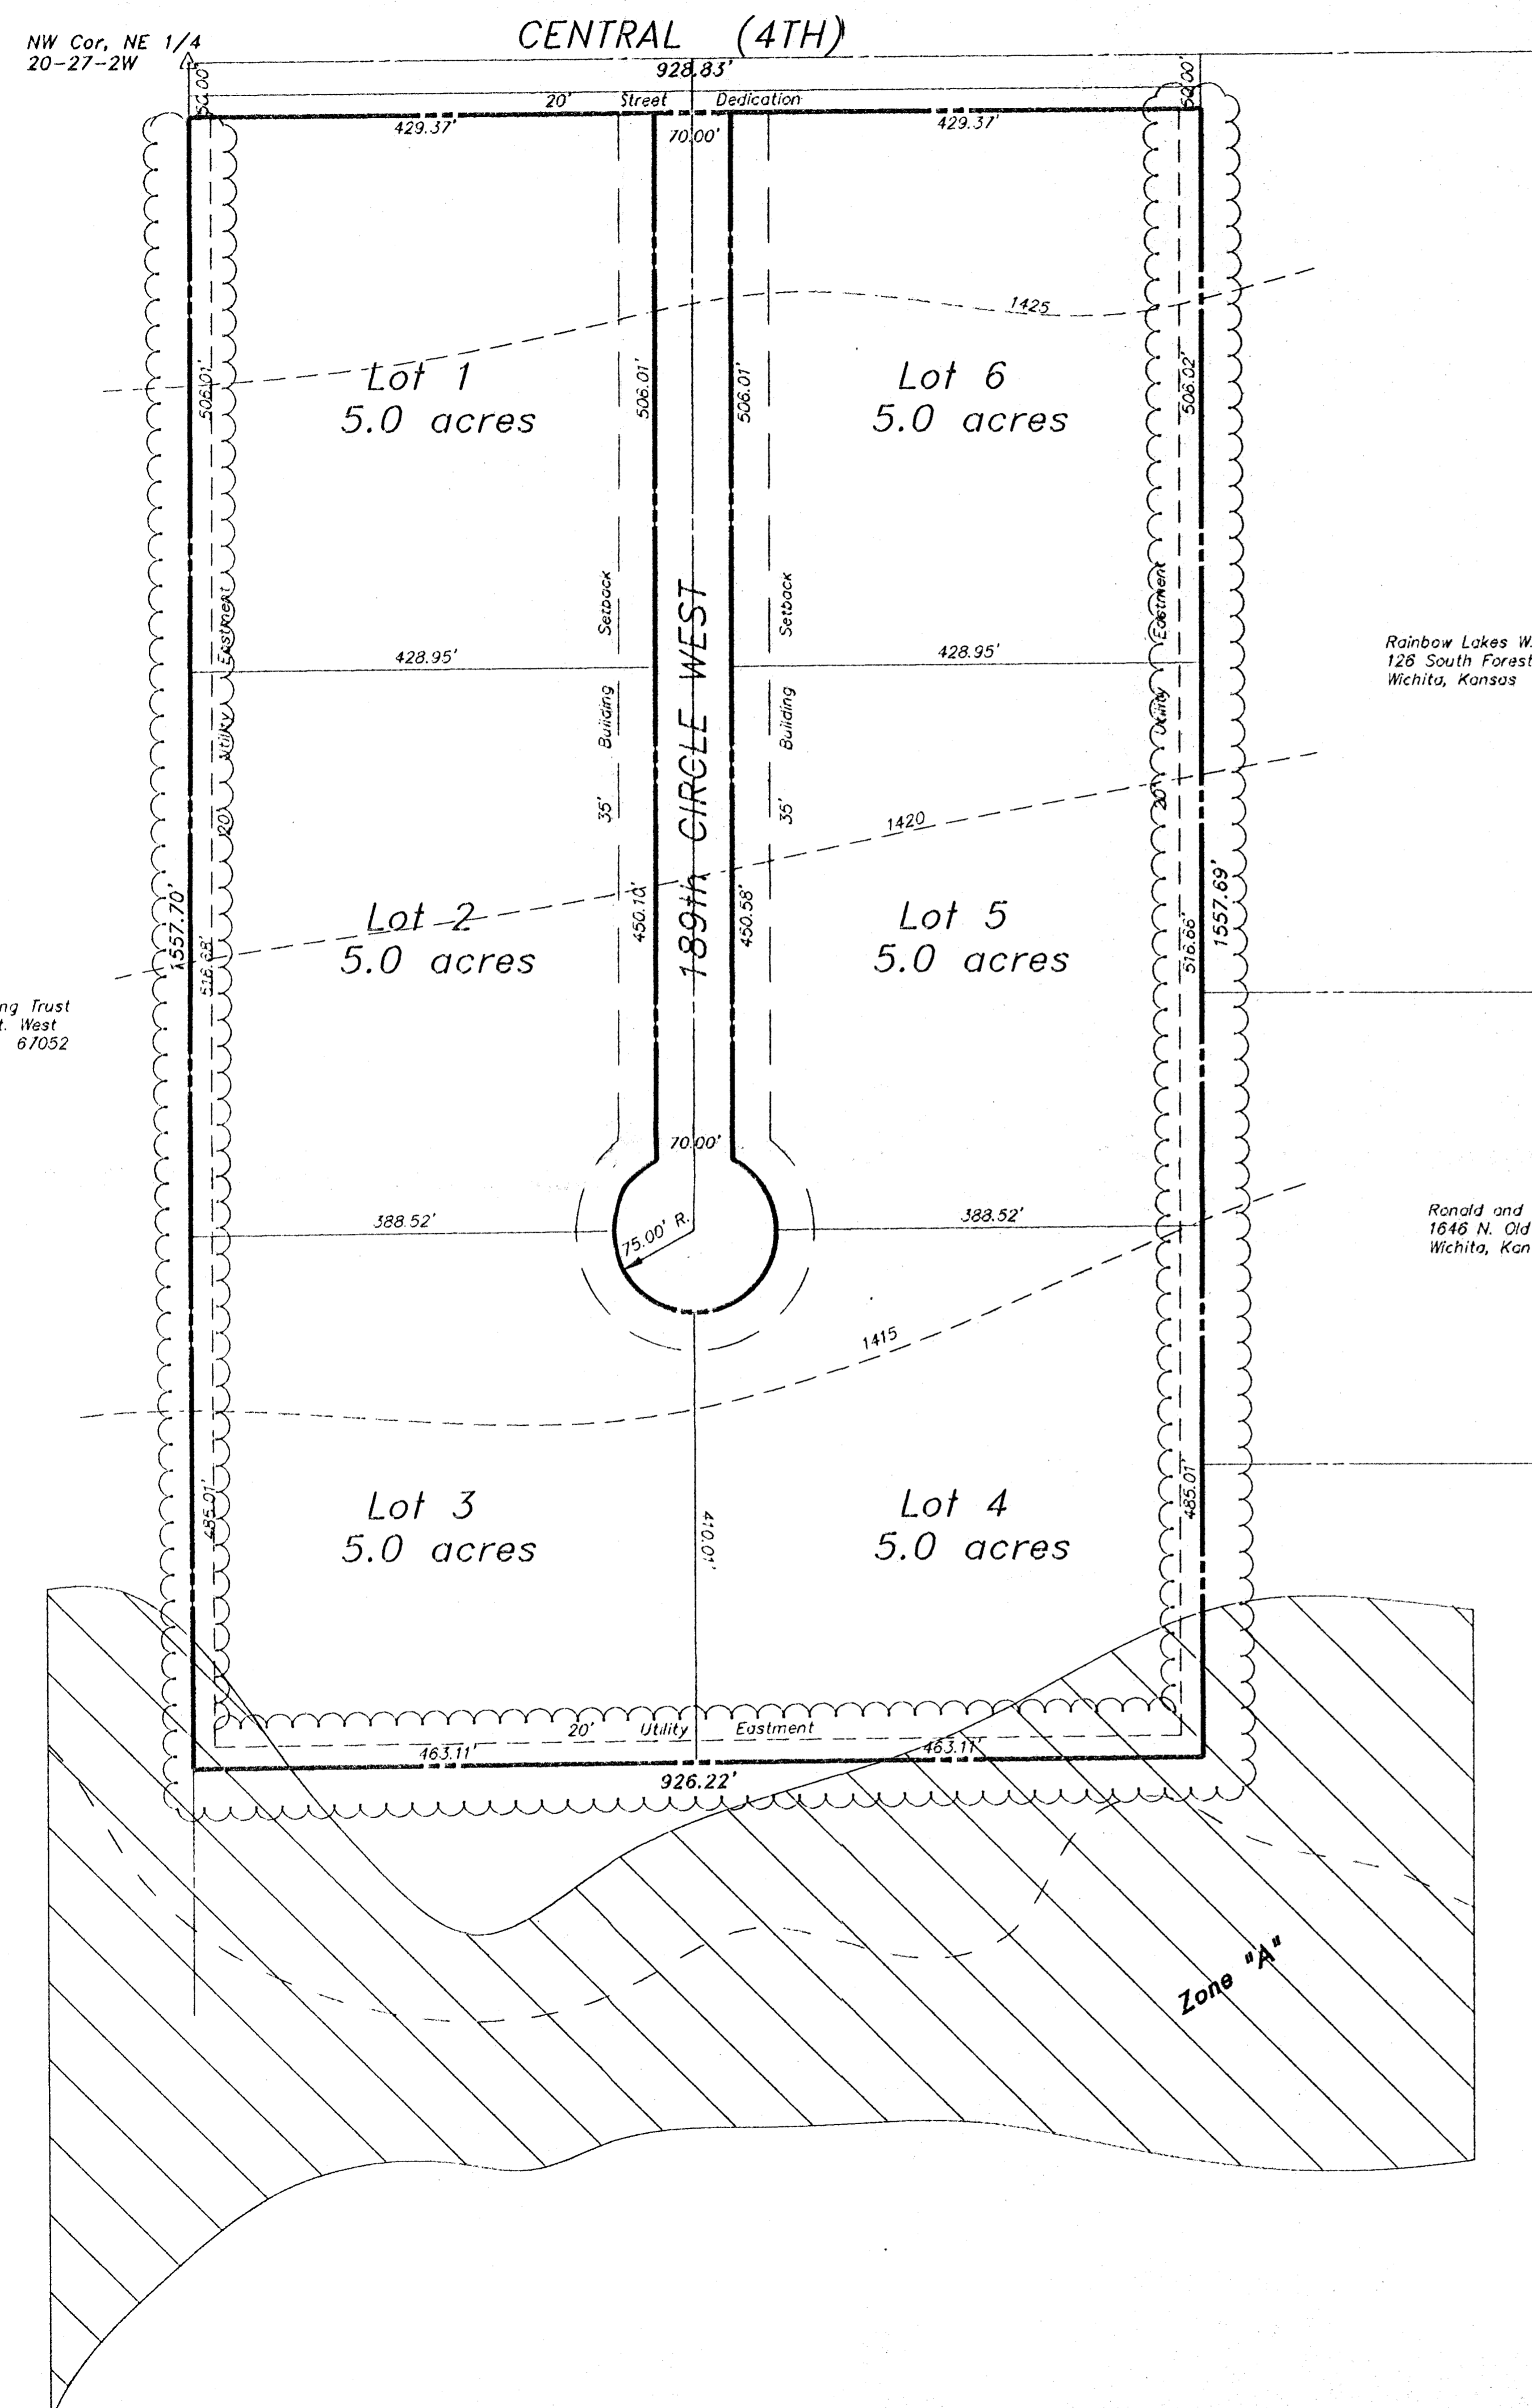 CENTRAL (4TH)
NW Cor, NE 1/4
20-27-2W
928.83'
50.00'
50.00'
20' Street Dedication
429.37'
70.00'
429.37'
1425
Lot 1
5.0 acres
Lot 6
5.0 acres
506.01'
506.01'
506.01'
506.02'
35' Building Setback
35' Building Setback
20' Utility Eastment
20' Utility Eastment
189th CIRCLE WEST
428.95'
428.95'
Rainbow Lakes W.
126 South Forest
Wichita, Kansas
1420
Lot 2
5.0 acres
Lot 5
5.0 acres
1557.70'
516.68'
450.10'
450.58'
516.66'
1557.69'
ng Trust
t. West
67052
70.00'
388.52'
75.00' R.
388.52'
Ronald and
1646 N. Old
Wichita, Kan
1415
Lot 3
5.0 acres
Lot 4
5.0 acres
485.01'
410.01'
485.01'
20' Utility Eastment
463.11'
463.11'
926.22'
Zone "A"